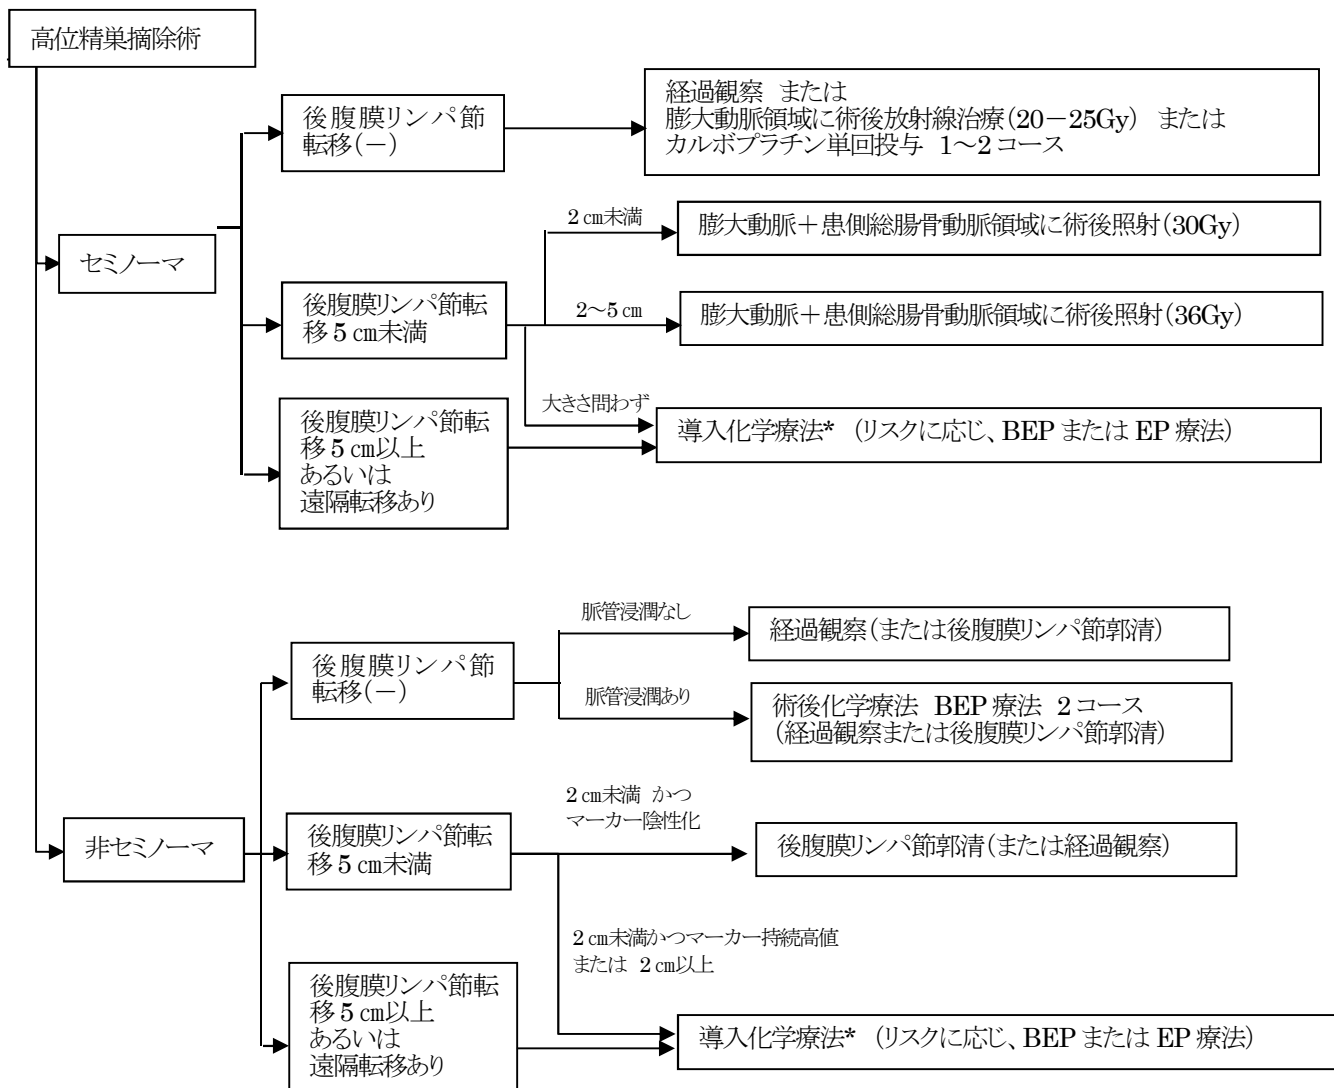 高位精巣摘除術
後腹膜リンパ節
転移(－)
経過観察 または
膨大動脈領域に術後放射線治療(20－25Gy) または
カルボプラチン単回投与 1～2コース
セミノーマ
後腹膜リンパ節転
移5㎝未満
2㎝未満
膨大動脈＋患側総腸骨動脈領域に術後照射(30Gy)
2～5㎝
膨大動脈＋患側総腸骨動脈領域に術後照射(36Gy)
大きさ問わず
導入化学療法* (リスクに応じ、BEP または EP 療法)
後腹膜リンパ節転
移5㎝以上
あるいは
遠隔転移あり
後腹膜リンパ節
転移(－)
脈管浸潤なし
経過観察(または後腹膜リンパ節郭清)
脈管浸潤あり
術後化学療法 BEP療法 2コース
(経過観察または後腹膜リンパ節郭清)
非セミノーマ
後腹膜リンパ節転
移5㎝未満
2㎝未満 かつ
マーカー陰性化
後腹膜リンパ節郭清(または経過観察)
2㎝未満かつマーカー持続高値
または 2㎝以上
後腹膜リンパ節転
移5㎝以上
あるいは
遠隔転移あり
導入化学療法* (リスクに応じ、BEP または EP 療法)